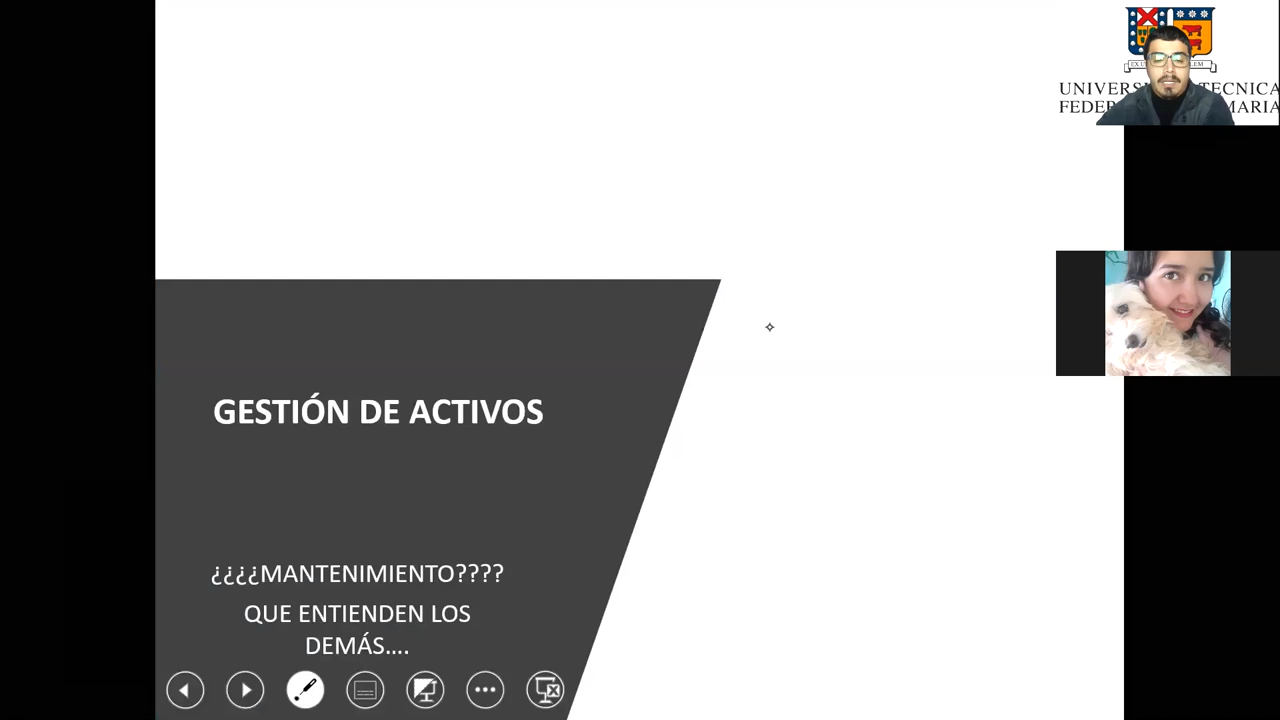 GESTIÓN DE ACTIVOS
¿¿¿¿MANTENIMIENTO????
QUE ENTIENDEN LOS
DEMÁS....